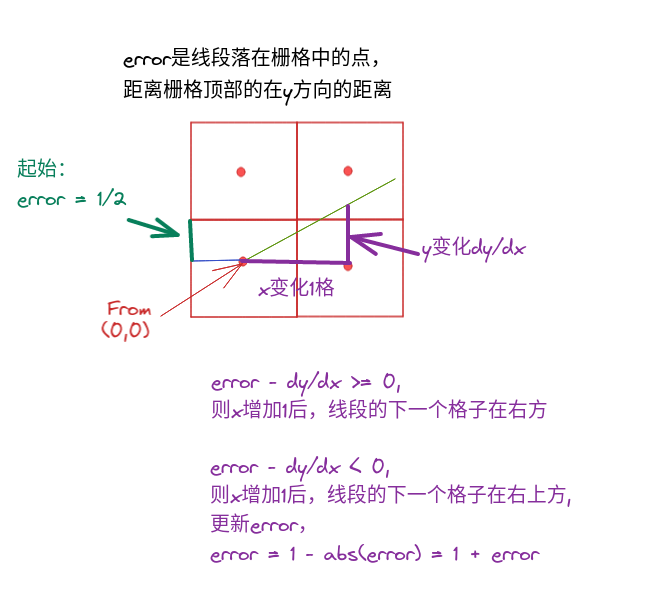 error是线段落在栅格中的点，
距离栅格顶部的在y方向的距离
起始：
error = 1/2
y变化dy/dx
x变化1格
From
(0,0)
error - dy/dx >= 0,
则x增加1后，线段的下一个格子在右方
error - dy/dx < 0,
则x增加1后，线段的下一个格子在右上方,
更新error，
error = 1 - abs(error) = 1 + error